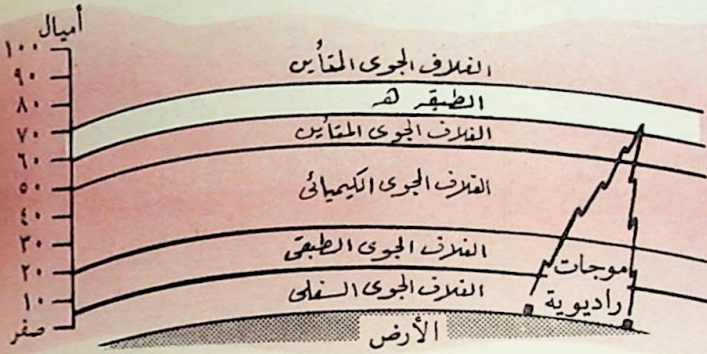 أميال
١٠٠
الغلاف الجوى المتأين
٩٠
٨٠
الطبقة هـ
٧٠
الغلاف الجوى المتأين
٦٠
٥٠
الغلاف الجوى الكيميائى
٤٠
٣٠
الغلاف الجوى الطبقى
٢٠
موجات
الغلاف الجوى السفلى
١٠
راديوية
صفر
الأرض